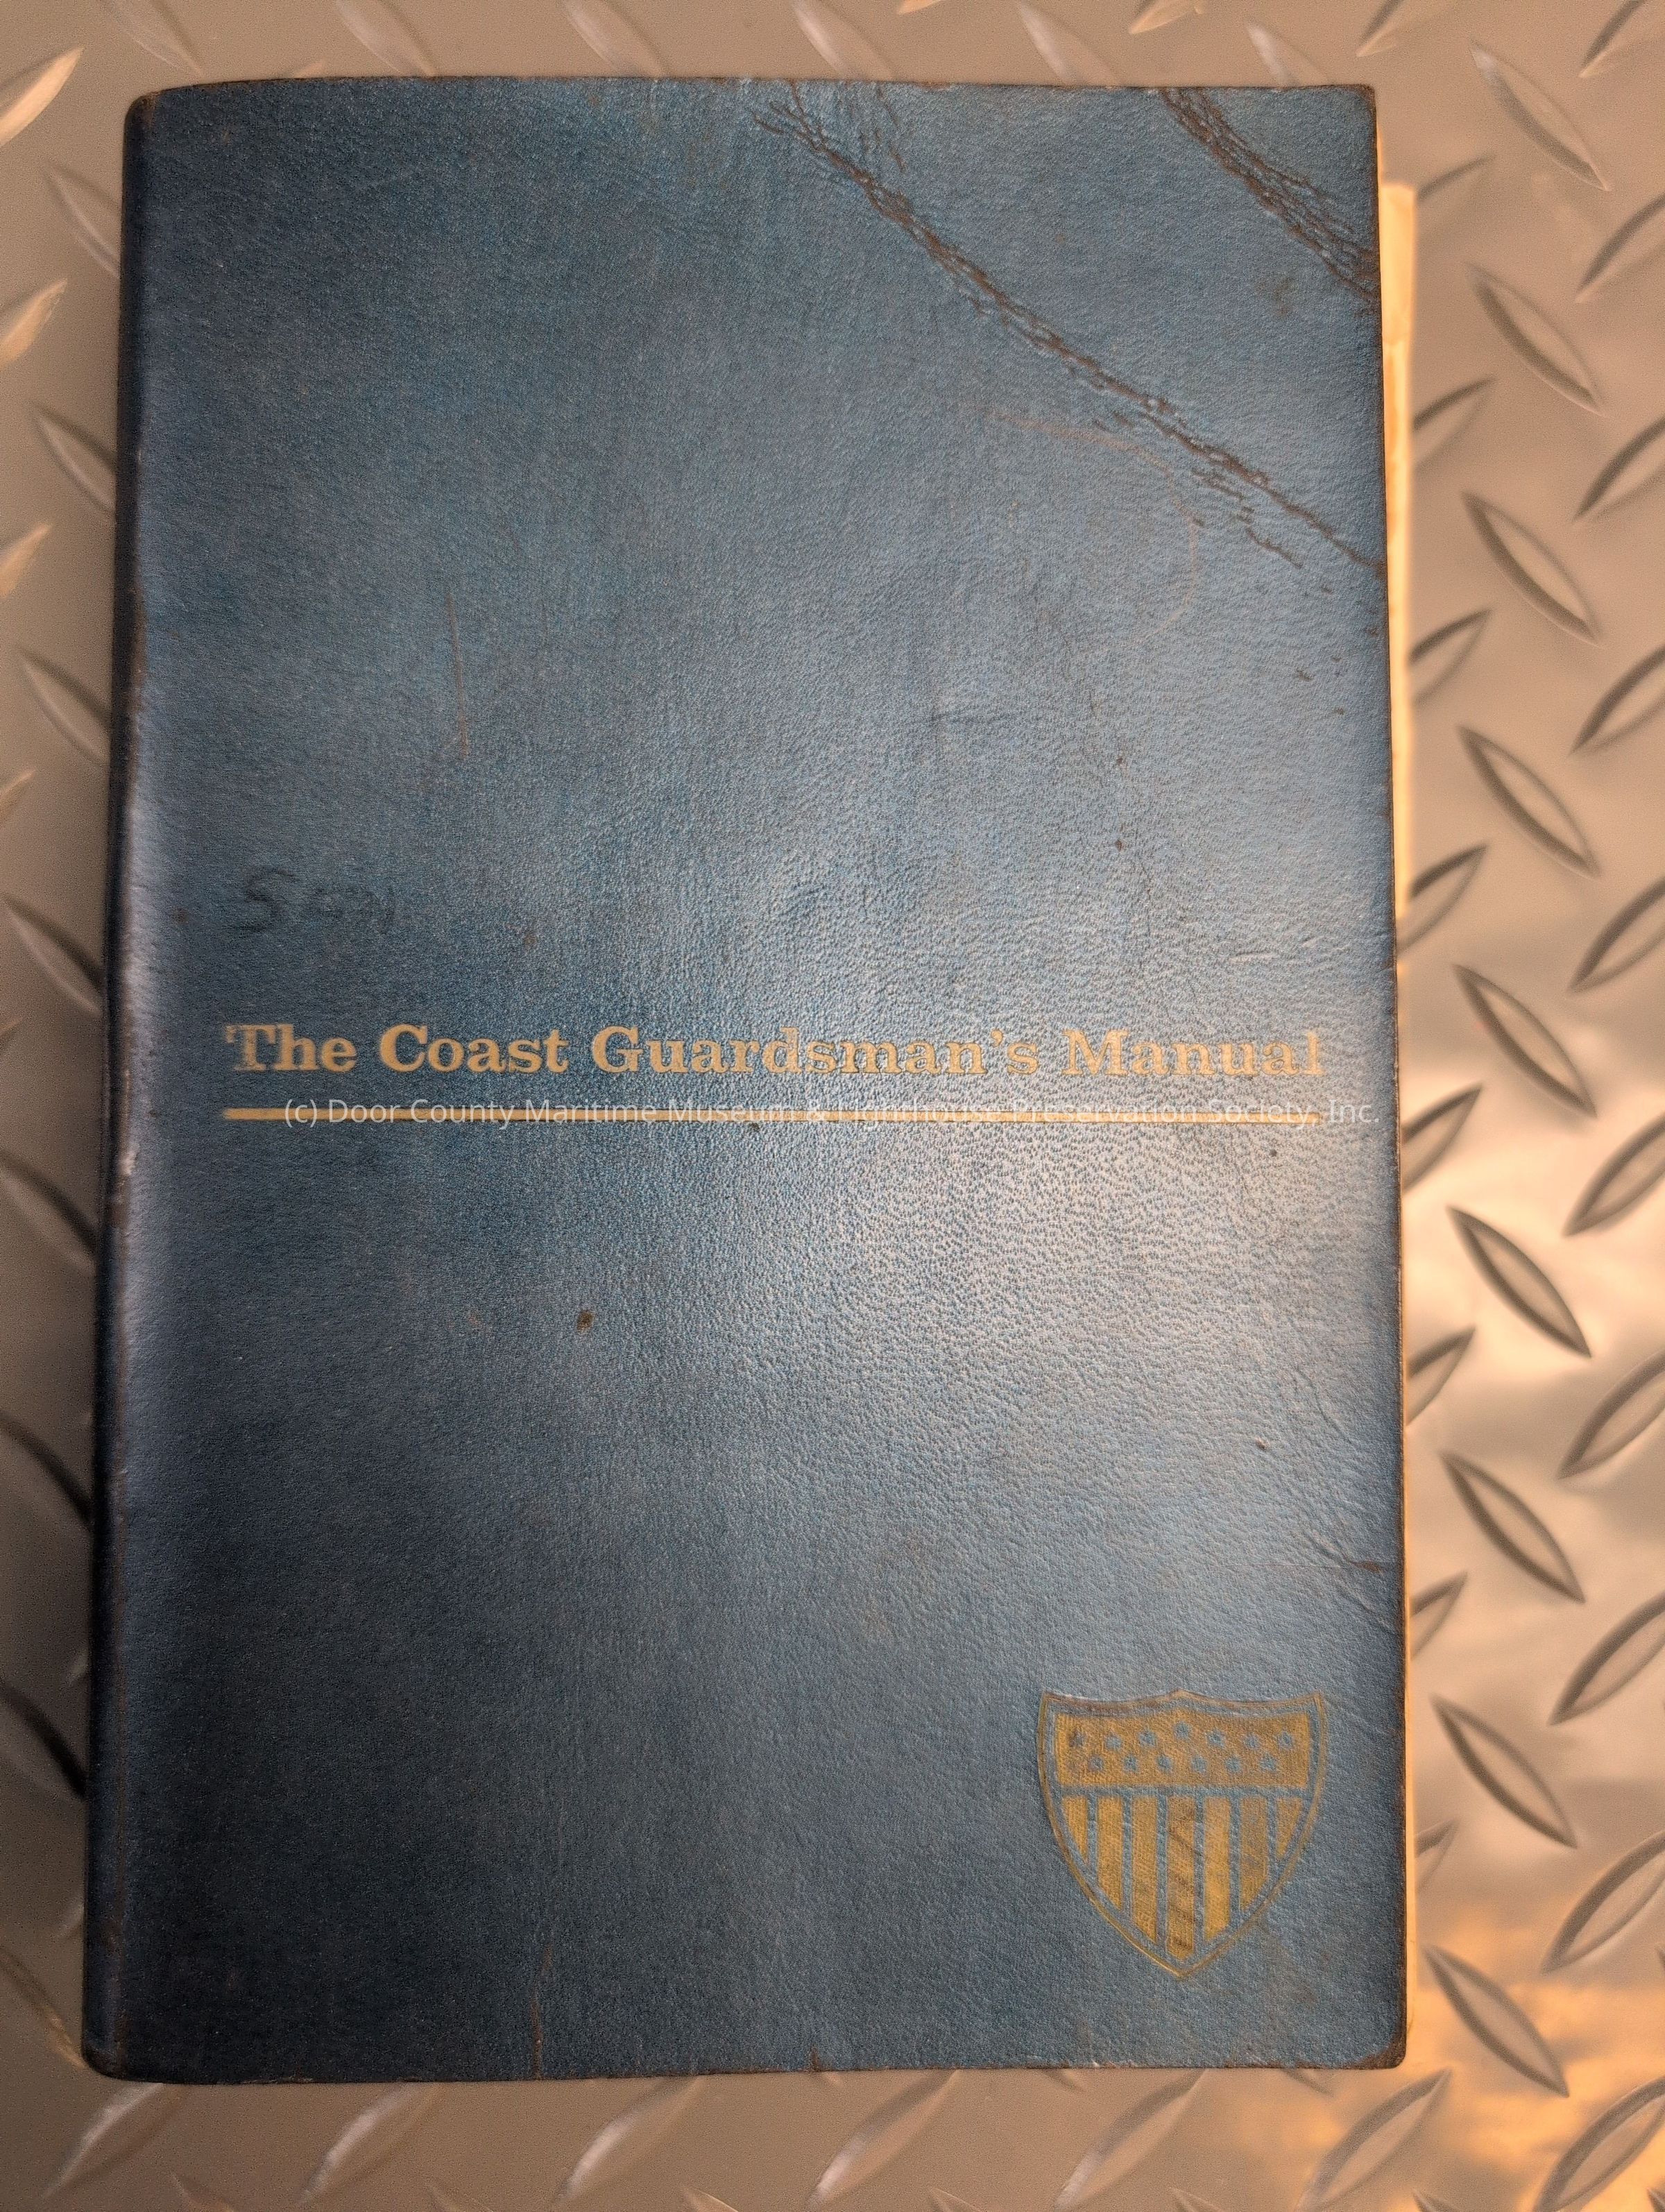 The Coast Guardsman's Manual
(c) Door County Maritime Museum & Lighthouse Preservation Society, Inc.